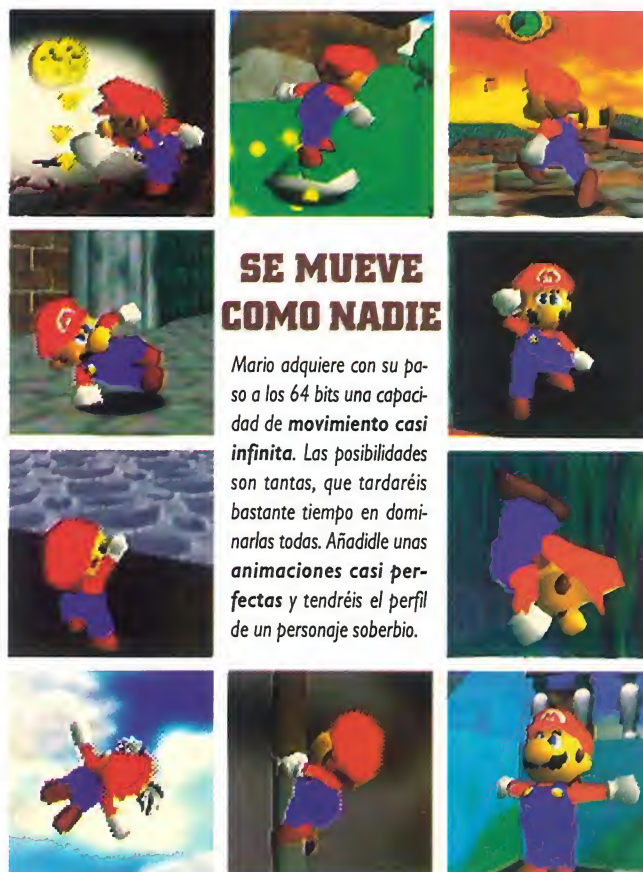 SE MUEVE
COMO NADIE
Mario adquiere con su pa-
so a los 64 bits una capaci-
dad de movimiento casi
infinita. Las posibilidades
son tantas, que tardaréis
bastante tiempo en domi-
narlas todas. Añadidle unas
animaciones casi per-
fectas y tendréis el perfil
de un personaje soberbio.